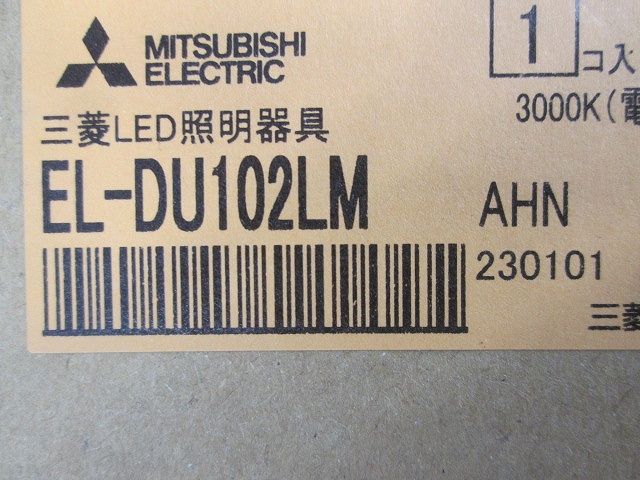 MITSUBISHI
ELECTRIC
1
コ入
三菱LED照明器具
3000K(電
EL-DU102LM
AHN
230101
三菱